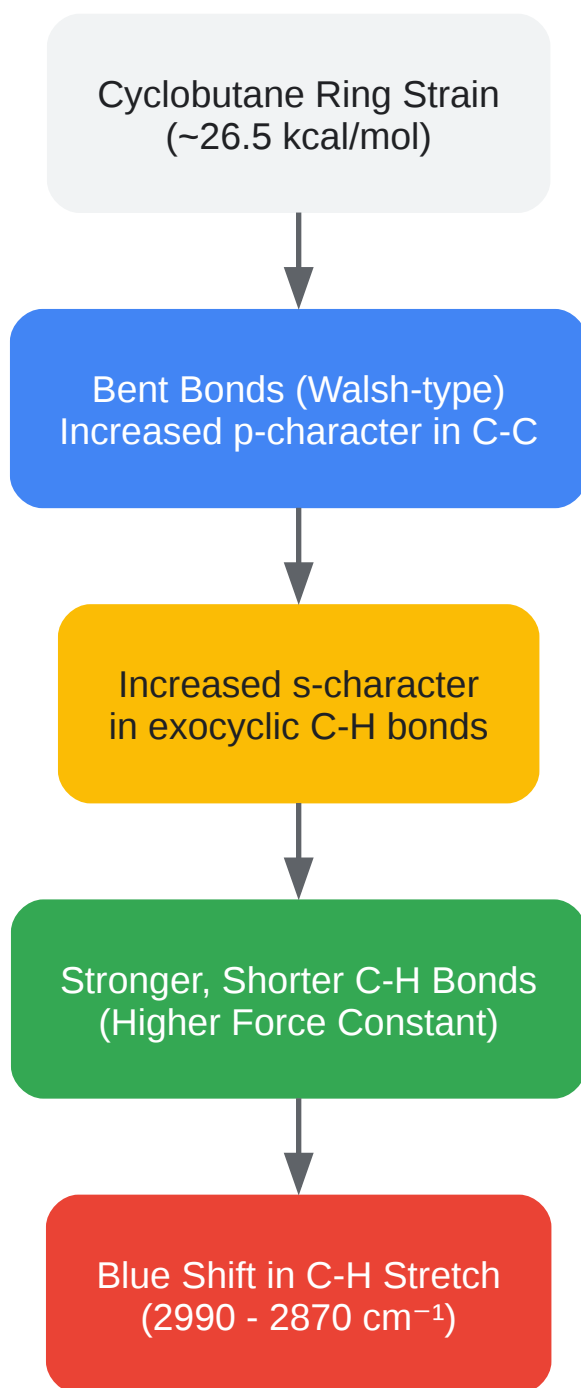 Cyclobutane Ring Strain
(~26.5 kcal/mol)
Bent Bonds (Walsh-type)
Increased p-character in C-C
Increased s-character
in exocyclic C-H bonds
Stronger, Shorter C-H Bonds
(Higher Force Constant)
Blue Shift in C-H Stretch
(2990 - 2870 cm⁻¹)